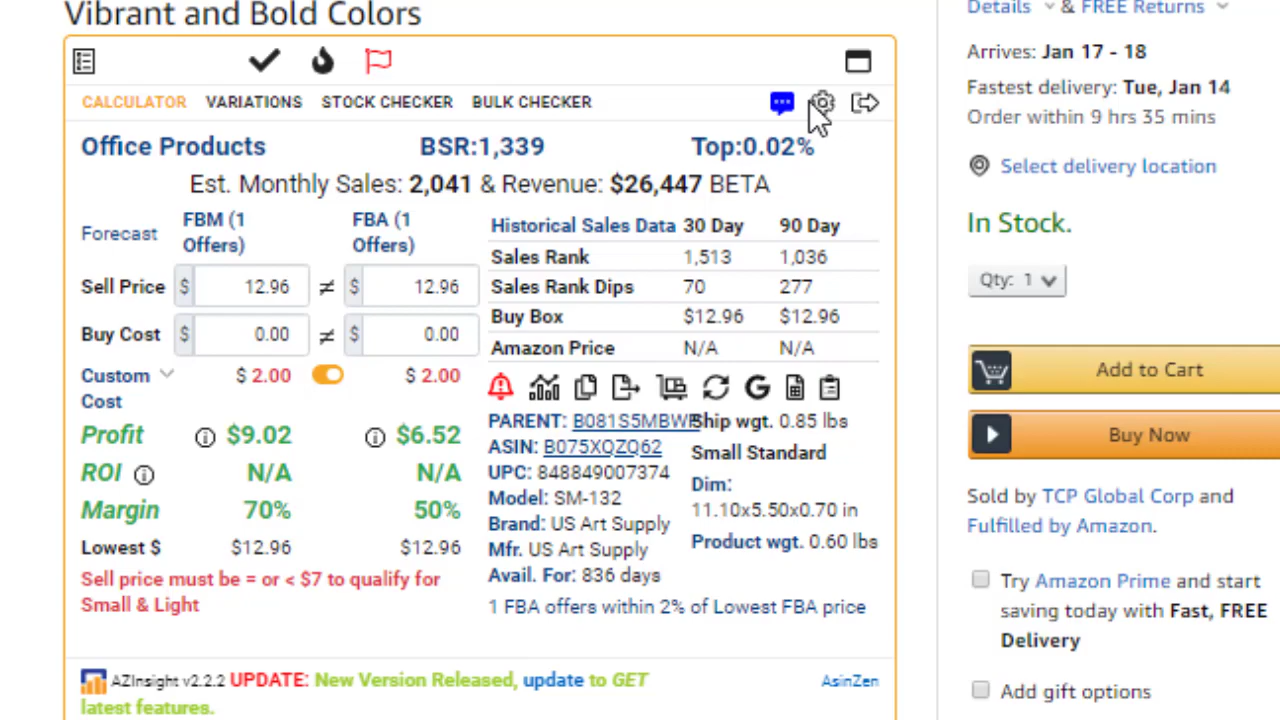 Vibrant and Bold Colors
CALCULATOR VARIATIONS STOCK CHECKER BULK CHECKER
Office Products BSR:1,339 Top:0.02%
Est. Monthly Sales: 2,041 & Revenue: $26,447 BETA
Forecast FBM (1 Offers) FBA (1 Offers)
Sell Price $ 12.96 ≠ $ 12.96
Buy Cost $ 0.00 ≠ $ 0.00
Custom Cost $ 2.00 $ 2.00
Profit $9.02 $6.52
ROI N/A N/A
Margin 70% 50%
Lowest $ $12.96 $12.96
Sell price must be = or < $7 to qualify for
Small & Light
Historical Sales Data 30 Day 90 Day
Sales Rank 1,513 1,036
Sales Rank Dips 70 277
Buy Box $12.96 $12.96
Amazon Price N/A N/A
PARENT:
ASIN: B075XQZQ62
UPC: 848849007374
Model: SM-132
Brand: US Art Supply
Mfr. US Art Supply
Avail. For: 836 days
Ship wgt. 0.85 lbs
Small Standard
Dim:
11.10x5.50x0.70 in
Product wgt. 0.60 lbs
1 FBA offers within 2% of Lowest FBA price
AZInsight v2.2.2 UPDATE: New Version Released, update to GET
latest features.
AsinZen
Details & FREE Returns
Arrives: Jan 17 - 18
Fastest delivery: Tue, Jan 14
Order within 9 hrs 35 mins
Select delivery location
In Stock.
Qty: 1
Add to Cart
Buy Now
Sold by TCP Global Corp and
Fulfilled by Amazon.
Try Amazon Prime and start
saving today with Fast, FREE
Delivery
Add gift options